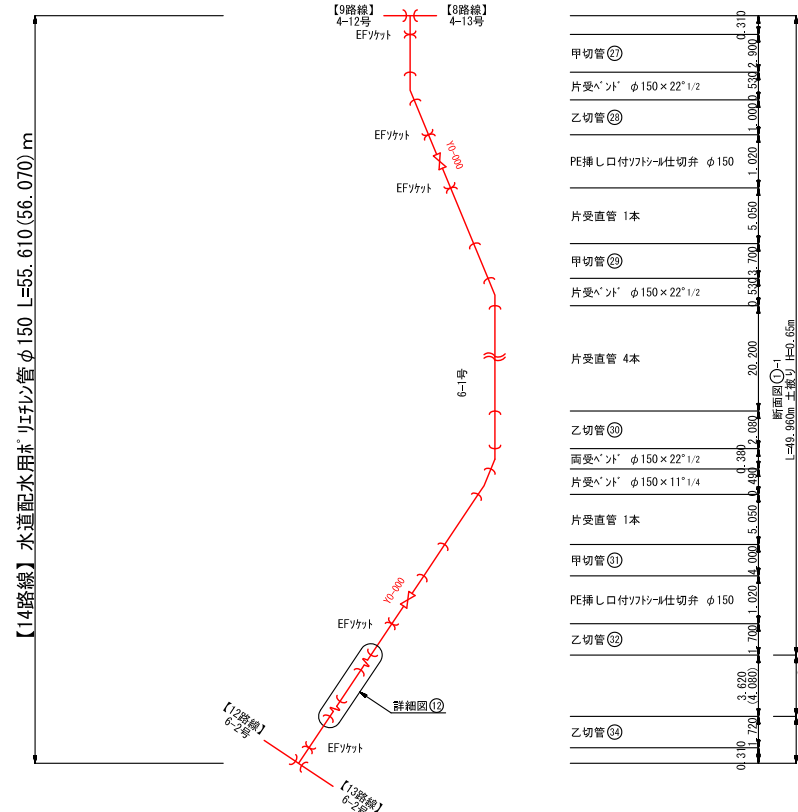 【9路線】
4-12号
【8路線】
4-13号
EFソケット
0.310
甲切管㉗
2.900
片受ベンド φ150×22°1/2
0.530
乙切管㉘
1.000
EFソケット
Y0-000
PE挿し口付ソフトシール仕切弁 φ150
1.020
EFソケット
片受直管 1本
5.050
甲切管㉙
3.700
片受ベンド φ150×22°1/2
0.530
片受直管 4本
20.200
6-1号
乙切管㉚
2.080
両受ベンド φ150×22°1/2
0.380
片受ベンド φ150×11°1/4
0.490
片受直管 1本
5.050
甲切管㉛
4.000
Y0-000
PE挿し口付ソフトシール仕切弁 φ150
1.020
EFソケット
乙切管㉜
1.700
3.620
(4.080)
詳細図⑫
乙切管㉞
1.720
EFソケット
0.310
【12路線】
6-2号
【13路線】
6-2号
【14路線】水道配水用ポリエチレン管φ150 L=55.610(56.070)m
断面図①-1
L=49.960m 土被り H=0.65m